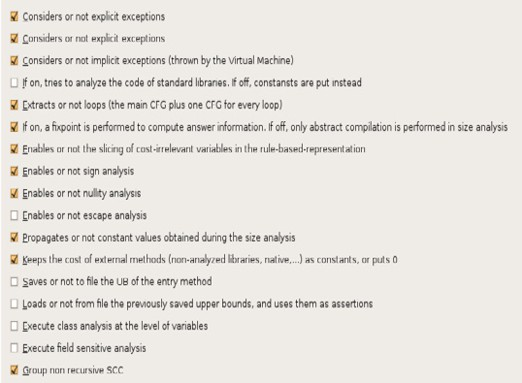 Considers or not explicit exceptions
Considers or not explicit exceptions
Considers or not implicit exceptions (thrown by the Virtual Machine)
If on, tries to analyze the code of standard libraries. If off, constansts are put instead
Extracts or not loops (the main CFG plus one CFG for every loop)
If on, a fixpoint is performed to compute answer information. If off, only abstract compilation is performed in size analysis
Enables or not the slicing of cost-irrelevant variables in the rule-based-representation
Enables or not sign analysis
Enables or not nullity analysis
Enables or not escape analysis
Propagates or not constant values obtained during the size analysis
Keeps the cost of external methods (non-analyzed libraries, native,...) as constants, or puts 0
Saves or not to file the UB of the entry method
Loads or not from file the previously saved upper bounds, and uses them as assertions
Execute class analysis at the level of variables
Execute field sensitive analysis
Group non recursive SCC